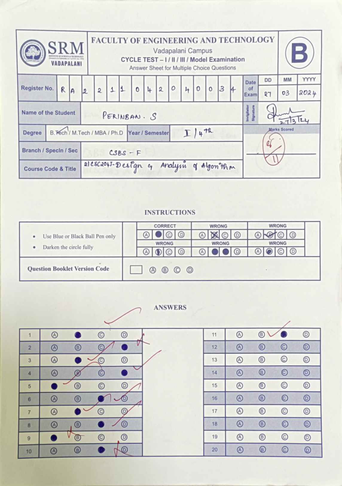 SRM
VADAPALANI
FACULTY OF ENGINEERING AND TECHNOLOGY
Vadapalani Campus
CYCLE TEST – I / II / III / Model Examination
Answer Sheet for Multiple Choice Questions
B
Register No. R A 2 2 1 1 0 4 2 0 4 0 0 3 4
Date of Exam
DD MM YYYY
27 03 2024
Name of the Student PERINBAN. S
Invigilator Signature
Degree B.Tech / M.Tech / MBA / Ph.D Year / Semester II / 4th
Marks Scored
Branch / Specln / Sec CSBS - F
11
Course Code & Title 21CSC204J-Design & Analysis of Algorithm
INSTRUCTIONS
• Use Blue or Black Ball Pen only
• Darken the circle fully
CORRECT WRONG WRONG
WRONG WRONG WRONG
Question Booklet Version Code A B C D
ANSWERS
1 A C D
2 A B C
3 A C D
4 A B C
5 B C D
6 A B D
7 A C D
8 A B D
9 B C D
10 A B D
11 A B D
12 A B C D
13 A B C D
14 A B C D
15 A B C D
16 A B C D
17 A B C D
18 A B C D
19 A B C D
20 A B C D